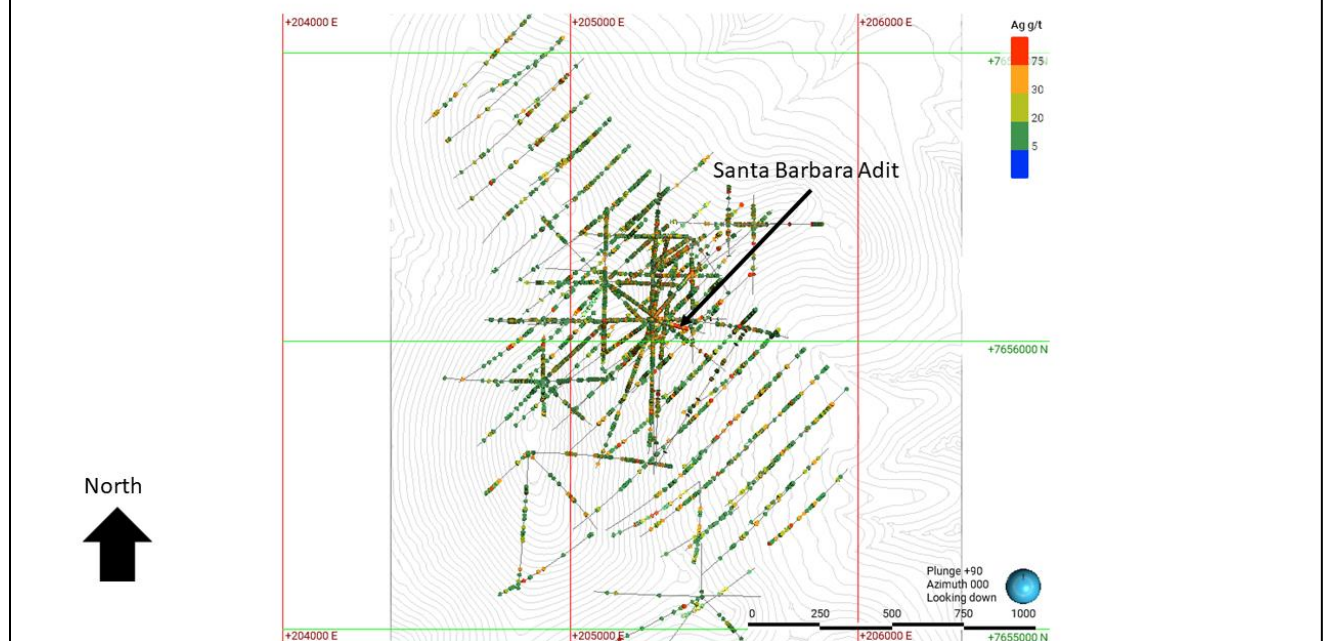 +204000 E
+205000 E
+206000 E
Ag g/t
75
30
20
5
Santa Barbara Adit
+7656000 N
North
Plunge +90
Azimuth 000
Looking down
0
250
500
750
1000
+204000 E
+205000 E
+206000 E
+7655000 N